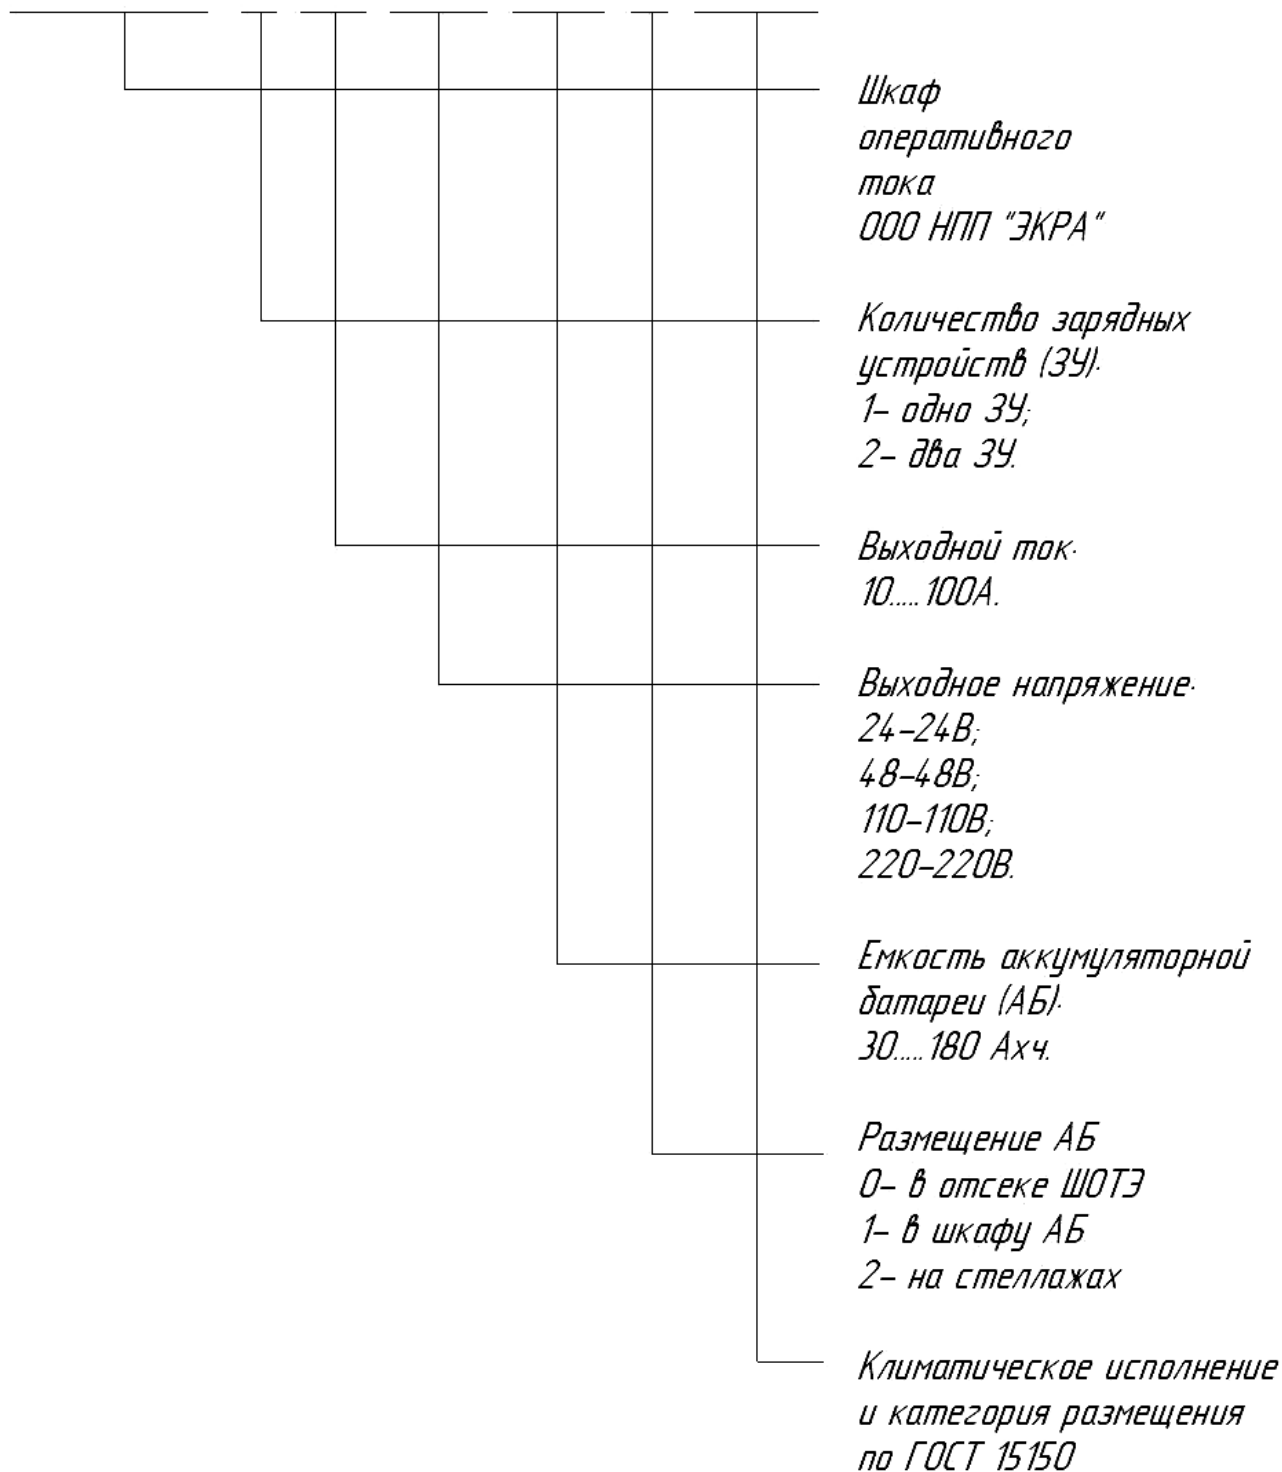 Шкаф
оперативного
тока
ООО НПП "ЭКРА"
Количество зарядных
устройств (ЗУ):
1- одно ЗУ;
2- два ЗУ.
Выходной ток:
10.....100А.
Выходное напряжение:
24-24В;
48-48В;
110-110В;
220-220В.
Емкость аккумуляторной
батареи (АБ):
30.....180 Ахч.
Размещение АБ
0- в отсеке ШОТЭ
1- в шкафу АБ
2- на стеллажах
Климатическое исполнение
и категория размещения
по ГОСТ 15150